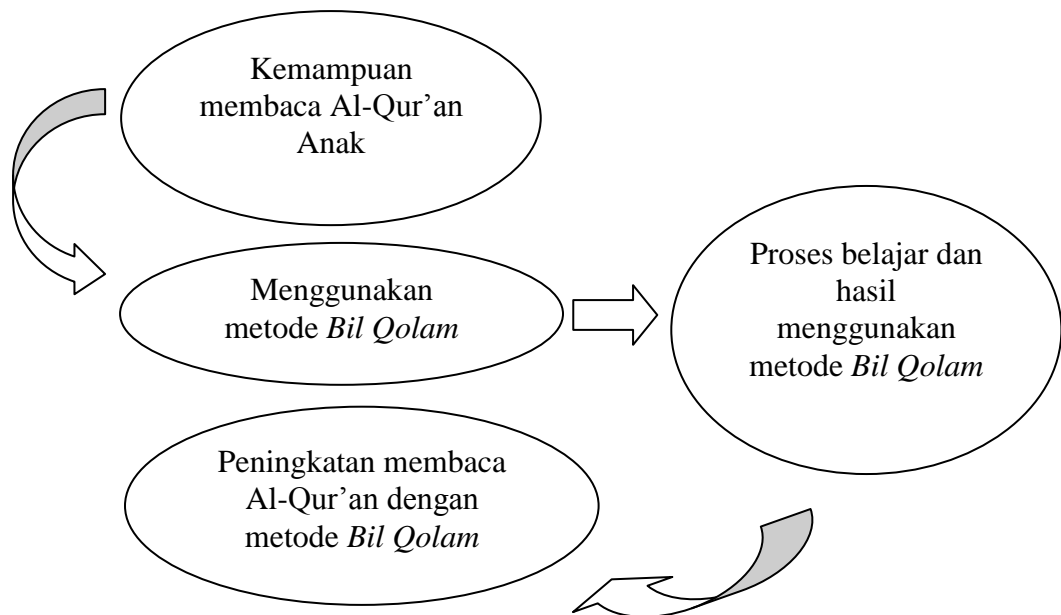 Kemampuan
membaca Al-Qur’an
Anak
Menggunakan
metode Bil Qolam
Proses belajar dan
hasil
menggunakan
metode Bil Qolam
Peningkatan membaca
Al-Qur’an dengan
metode Bil Qolam